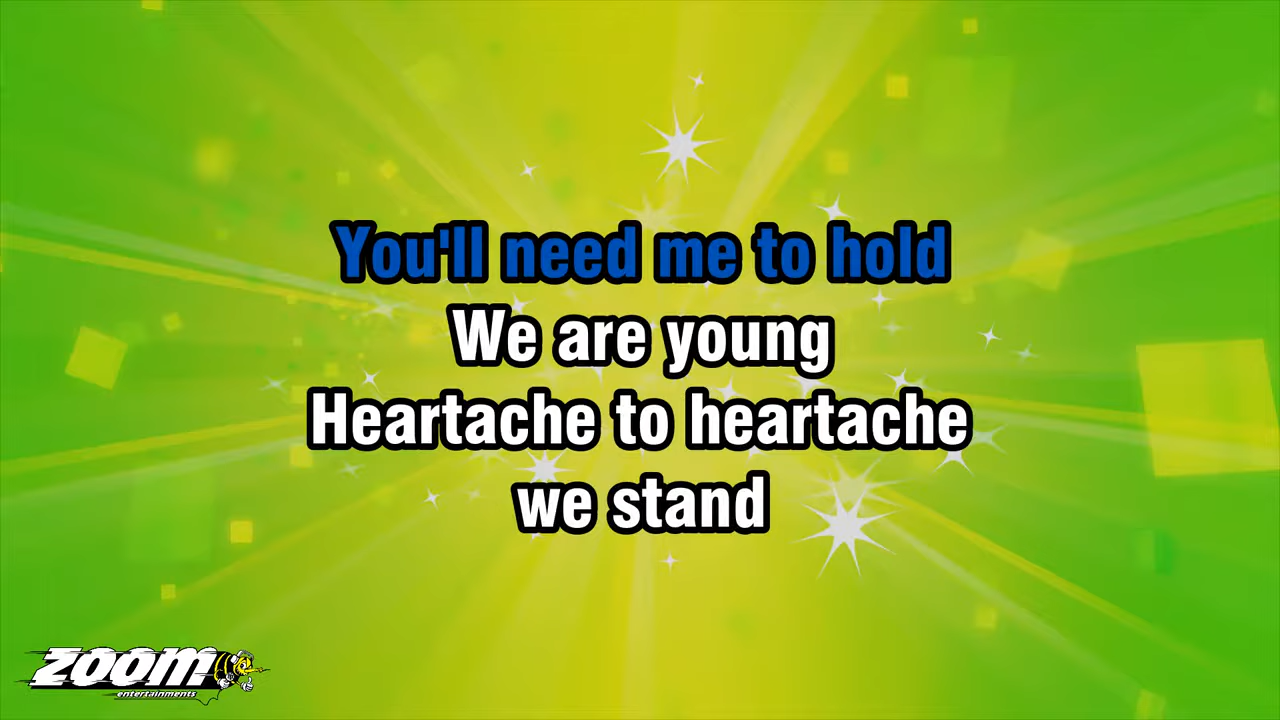 You'll need me to hold
We are young
Heartache to heartache
we stand
ZOOM
entertainments